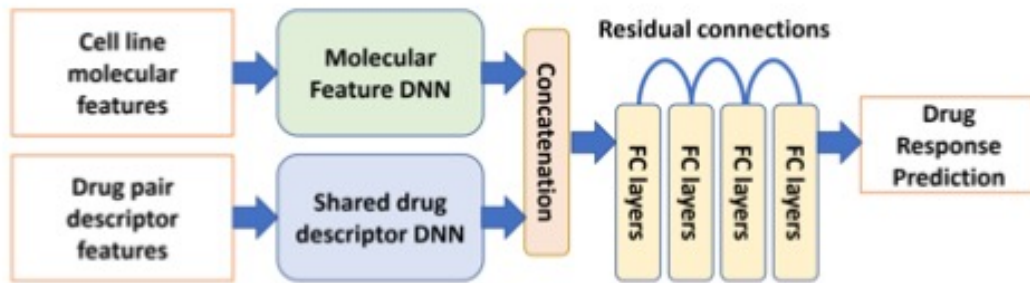 Cell line
molecular
features
Molecular
Feature DNN
Drug pair
descriptor
features
Shared drug
descriptor DNN
Concatenation
Residual connections
FC layers
FC layers
FC layers
FC layers
Drug
Response
Prediction